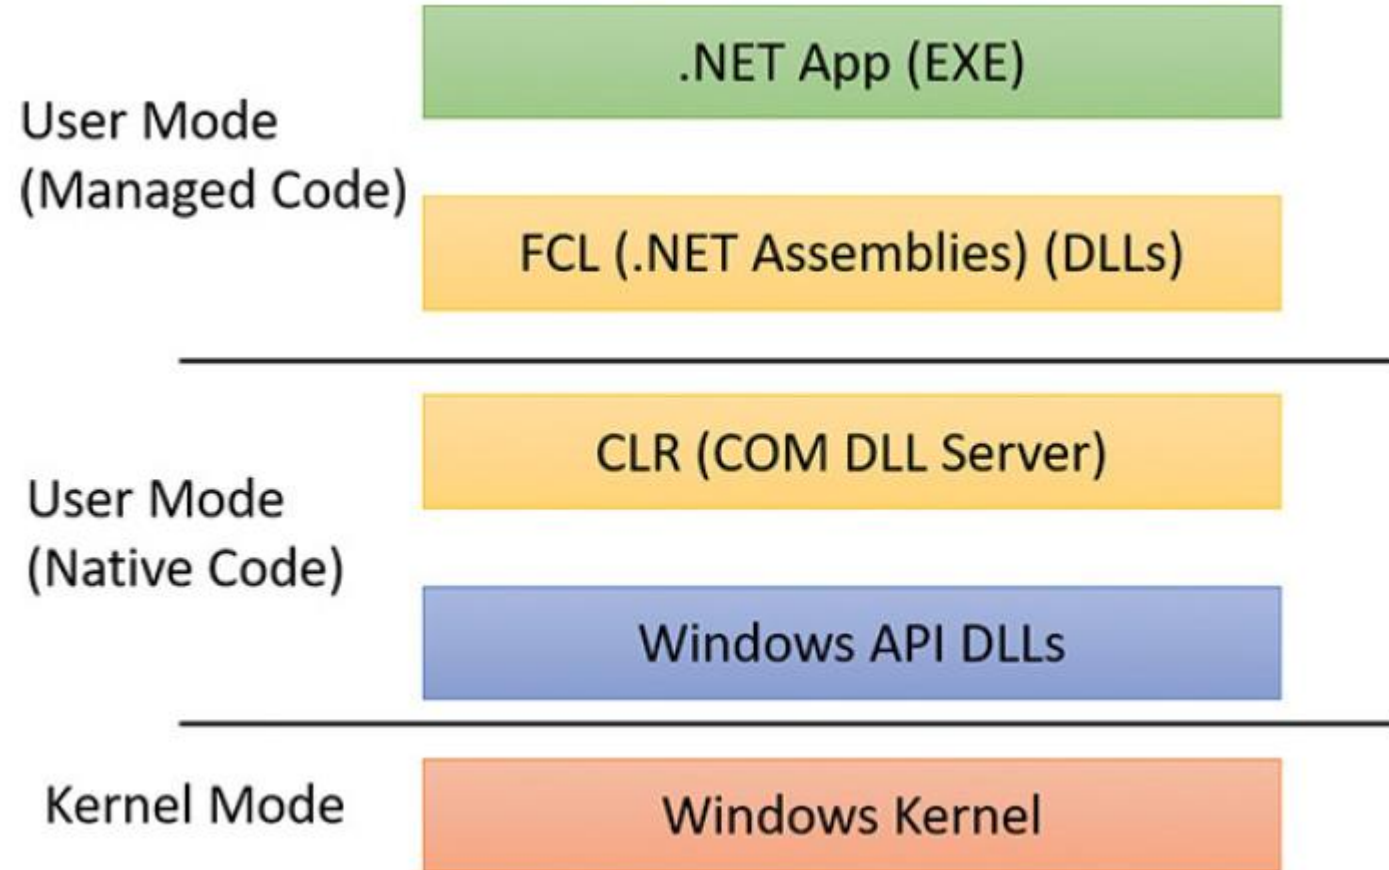 .NET App (EXE)
User Mode
(Managed Code)
FCL (.NET Assemblies) (DLLs)
CLR (COM DLL Server)
User Mode
(Native Code)
Windows API DLLs
Kernel Mode
Windows Kernel